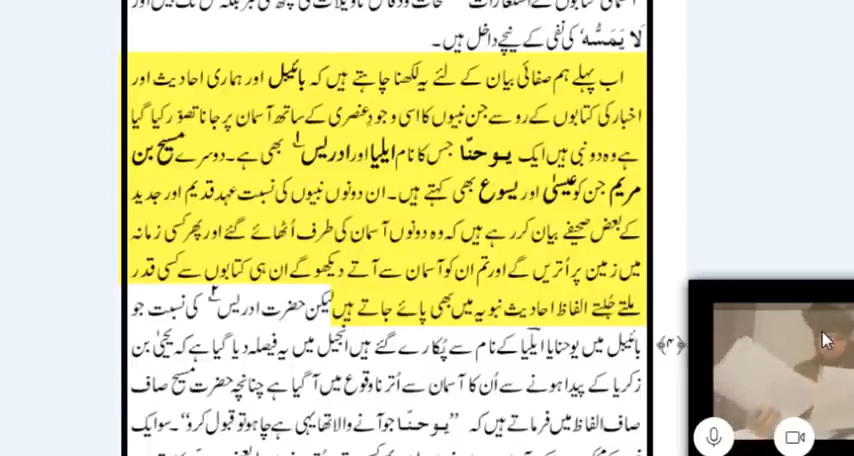 لَا یَمَسُّہٗ کی نفی کے نیچے داخل ہیں۔
اب پہلے ہم صفائی بیان کے لئے یہ لکھنا چاہتے ہیں کہ بائیبل اور ہماری احادیث اور
اخبار کی کتابوں کے رو سے جن نبیوں کا اسی وجود عنصری کے ساتھ آسمان پر جانا تصوّر کیا گیا
ہے وہ دو نبی ہیں ایک یوحنّا جس کا نام ایلیا اور ادریس۱ بھی ہے۔ دوسرے مسیح بن
مریم جن کو عیسیٰ اور یسوع بھی کہتے ہیں۔ ان دونوں نبیوں کی نسبت عہد قدیم اور جدید
کے بعض صحیفے بیان کر رہے ہیں کہ وہ دونوں آسمان کی طرف اُٹھائے گئے اور پھر کسی زمانہ
میں زمین پر اُتریں گے اور تم ان کو آسمان سے آتے دیکھو گے ان ہی کتابوں سے کسی قدر
ملتے جُلتے الفاظ احادیث نبویہ میں بھی پائے جاتے ہیں لیکن حضرت ادریس۲ کی نسبت جو
بائیبل میں یوحنا یا ایلیا کے نام سے پُکارے گئے ہیں انجیل میں یہ فیصلہ دیا گیا ہے کہ یحییٰ بن
﴿۴﴾
زکریا کے پیدا ہونے سے اُن کا آسمان سے اُترنا وقوع میں آ گیا ہے چنانچہ حضرت مسیح صاف
صاف الفاظ میں فرماتے ہیں کہ ”یوحنّا جو آنے والا تھا یہی ہے چاہو تو قبول کرو“۔ سو ایک